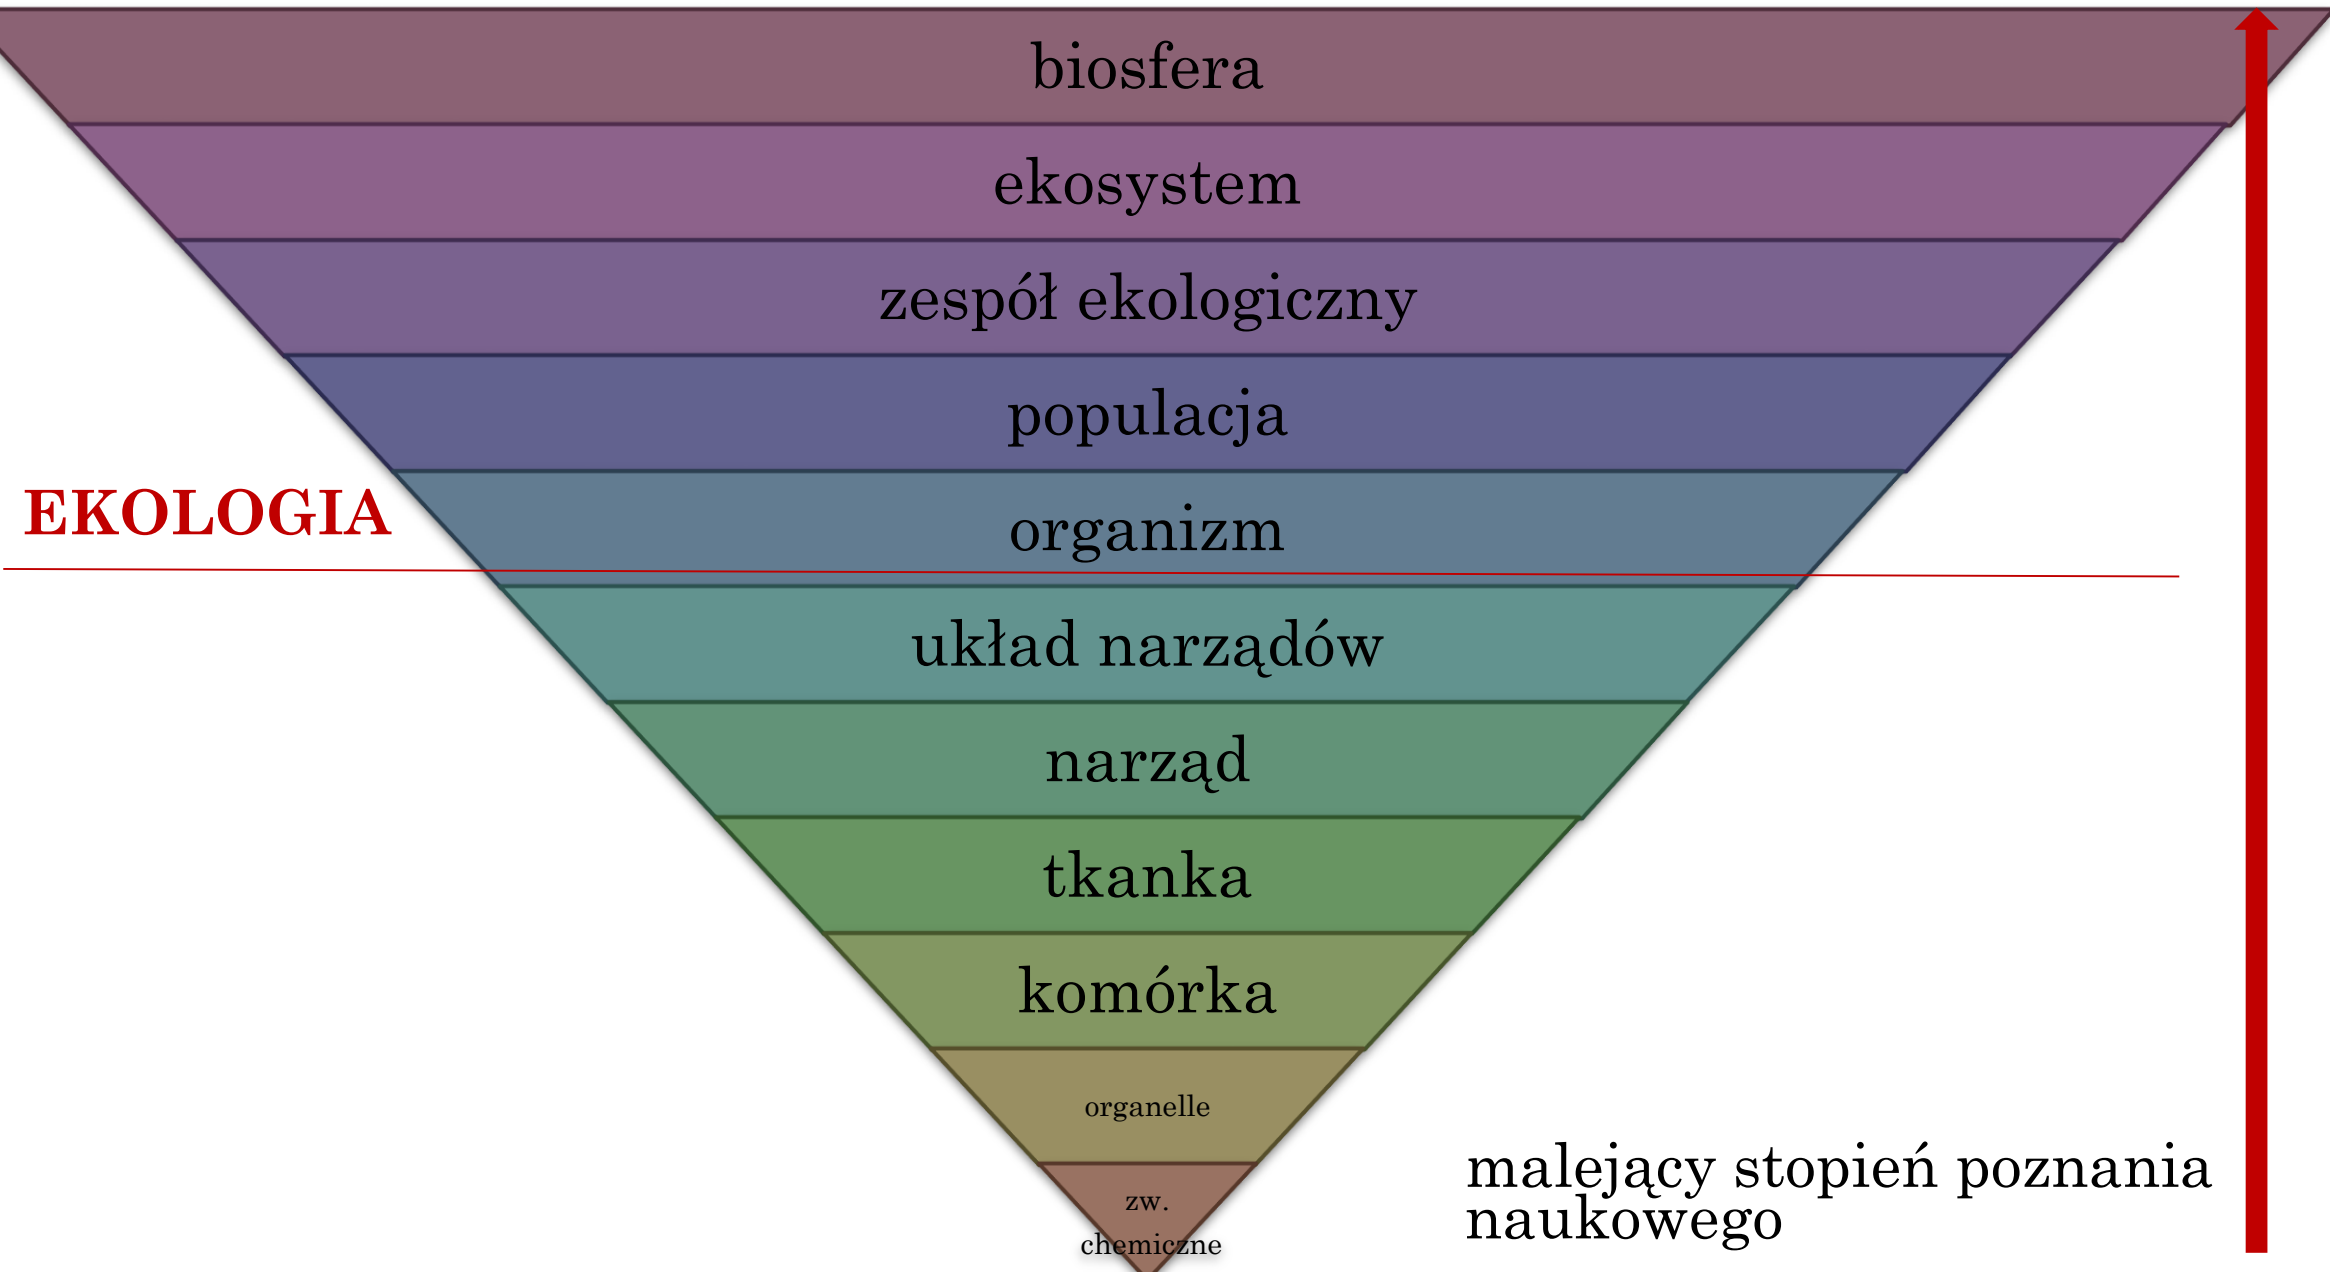 biosfera
ekosystem
zespół ekologiczny
populacja
EKOLOGIA
organizm
układ narządów
narząd
tkanka
komórka
organelle
zw.
chemiczne
malejący stopień poznania
naukowego